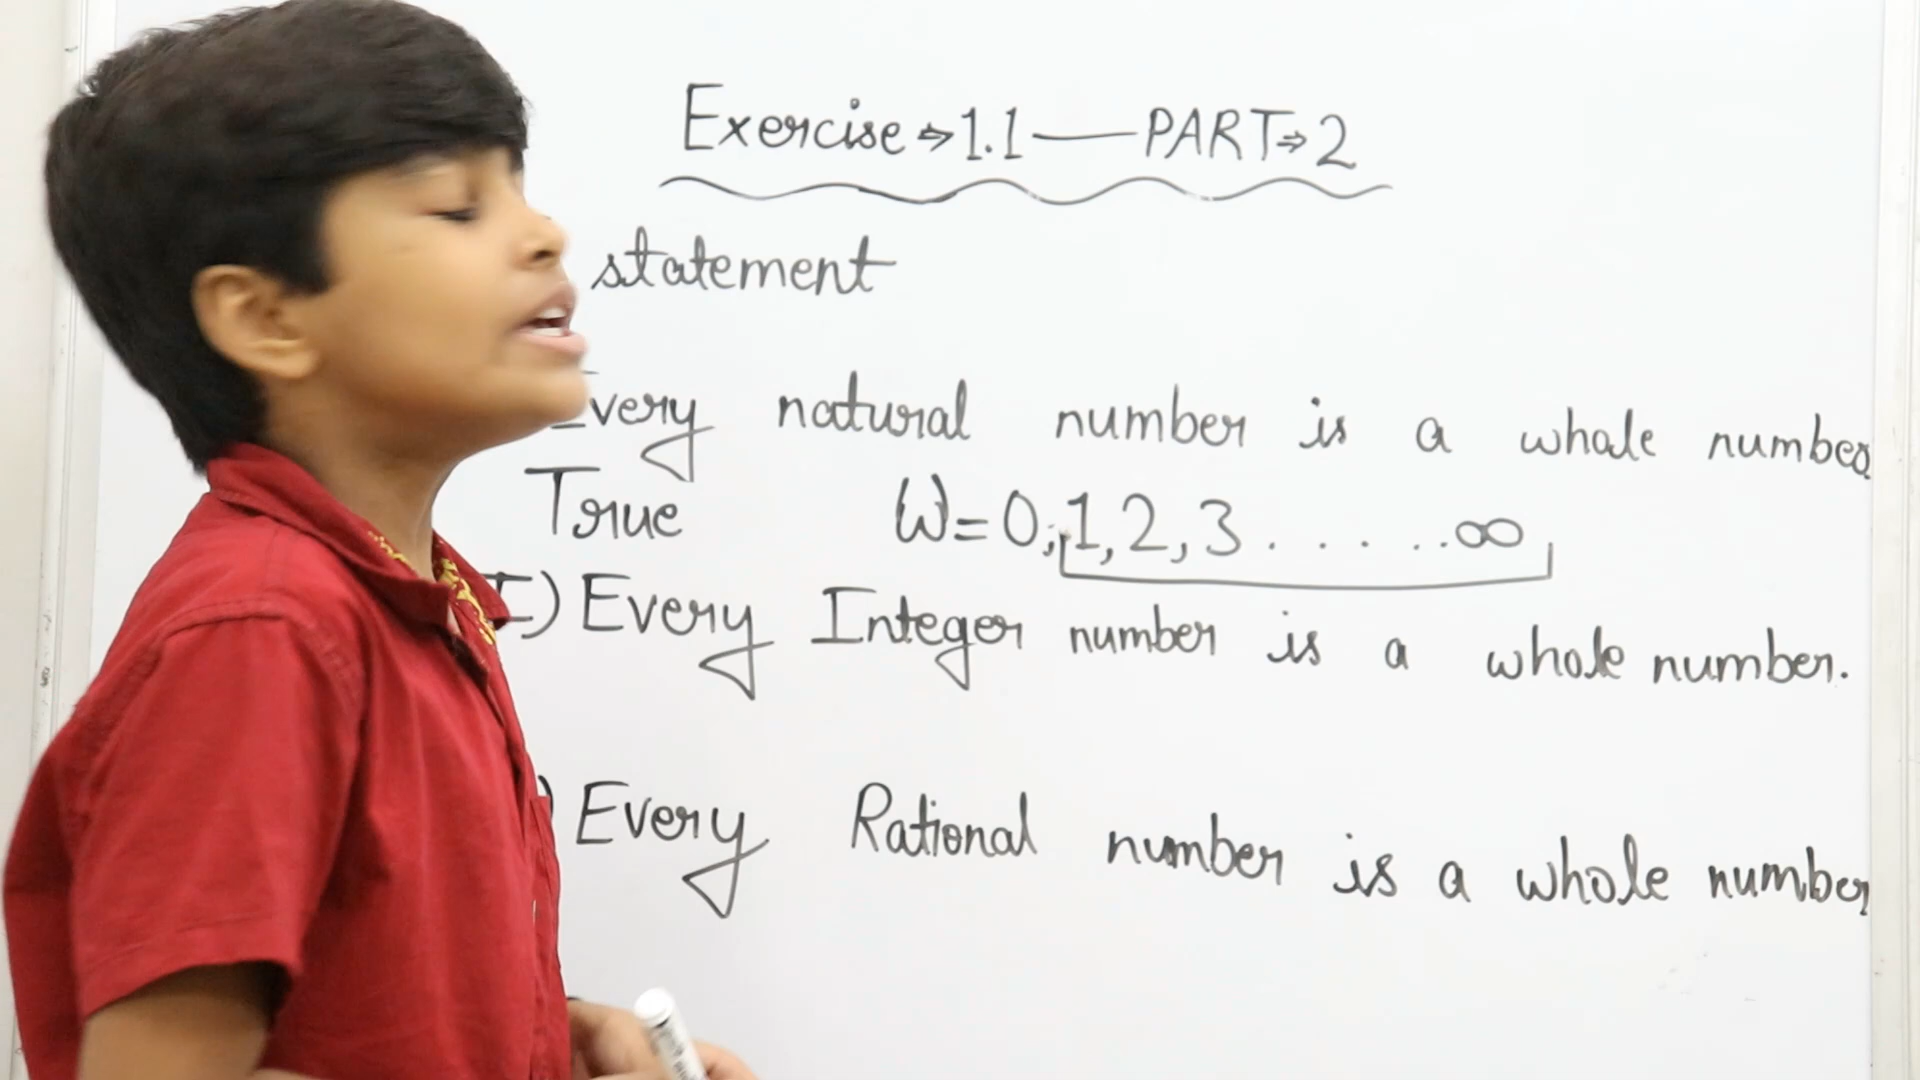 Exercise ⇒ 1.1 — PART ⇒ 2
statement
Every natural number is a whole number
True W = 0, 1, 2, 3 . . . . . . ∞
I) Every Integer number is a whole number.
) Every Rational number is a whole number